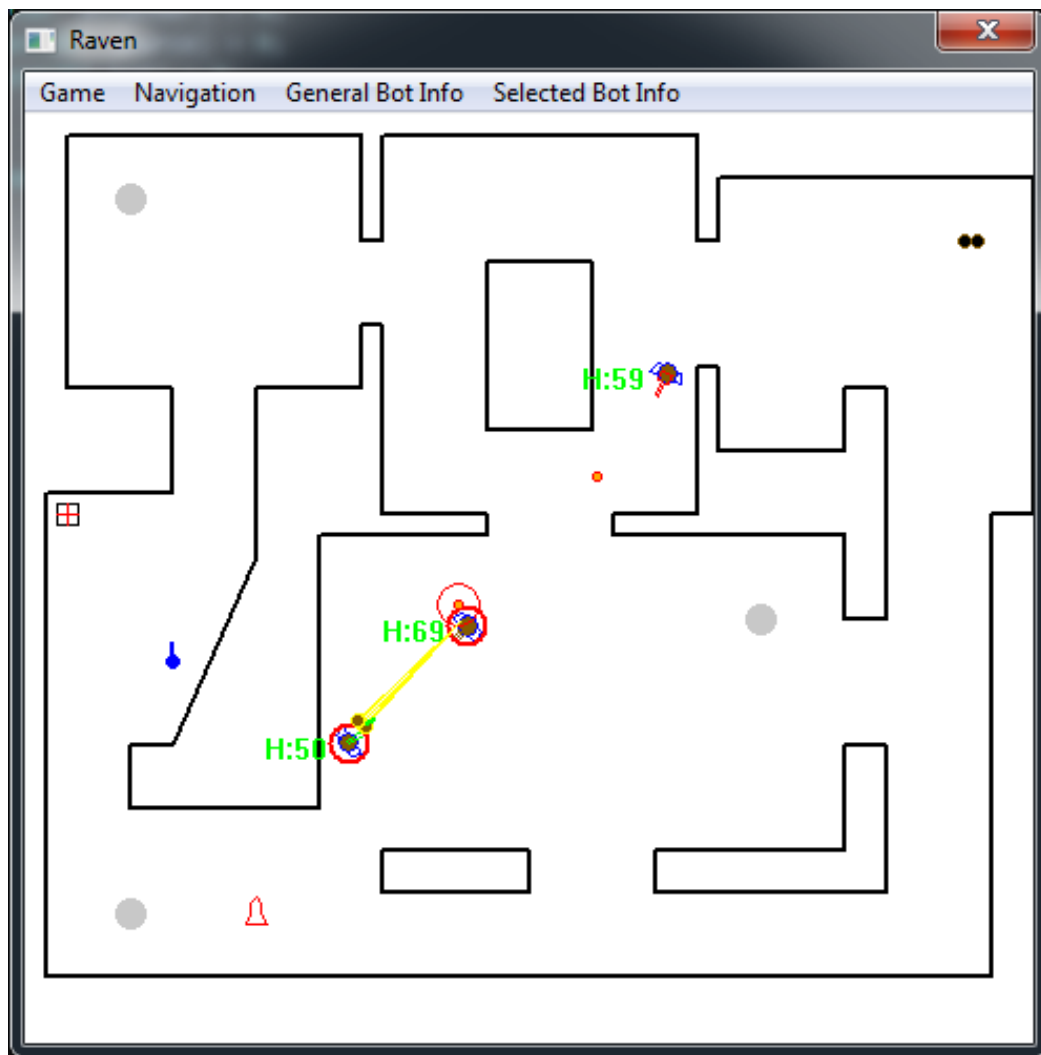 Raven
Game Navigation General Bot Info Selected Bot Info
H:59
H:69
H:50